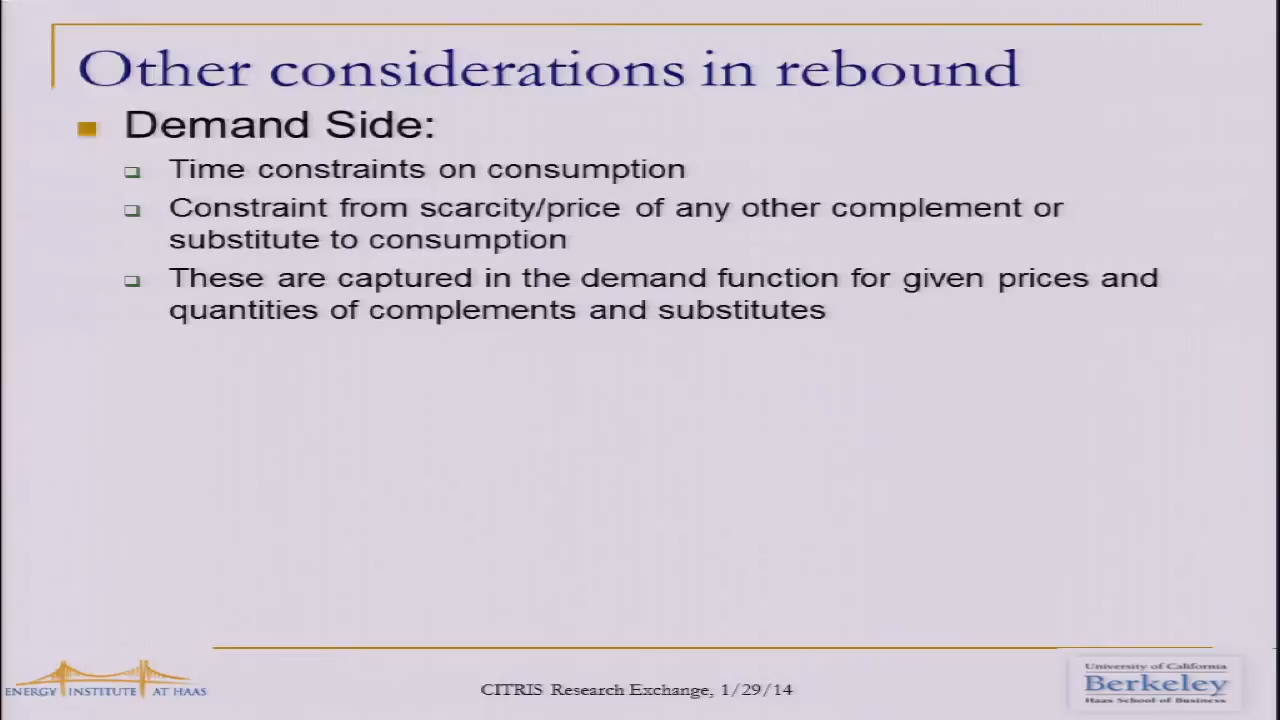 Other considerations in rebound
Demand Side:
Time constraints on consumption
Constraint from scarcity/price of any other complement or
substitute to consumption
These are captured in the demand function for given prices and
quantities of complements and substitutes
ENERGY INSTITUTE AT HAAS
CITRIS Research Exchange, 1/29/14
University of California
Berkeley
Haas School of Business